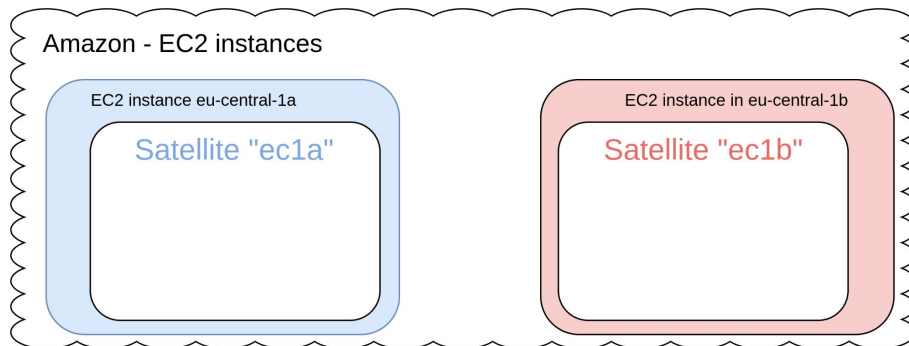 Amazon - EC2 instances
EC2 instance eu-central-1a
EC2 instance in eu-central-1b
Satellite "ec1a"
Satellite "ec1b"